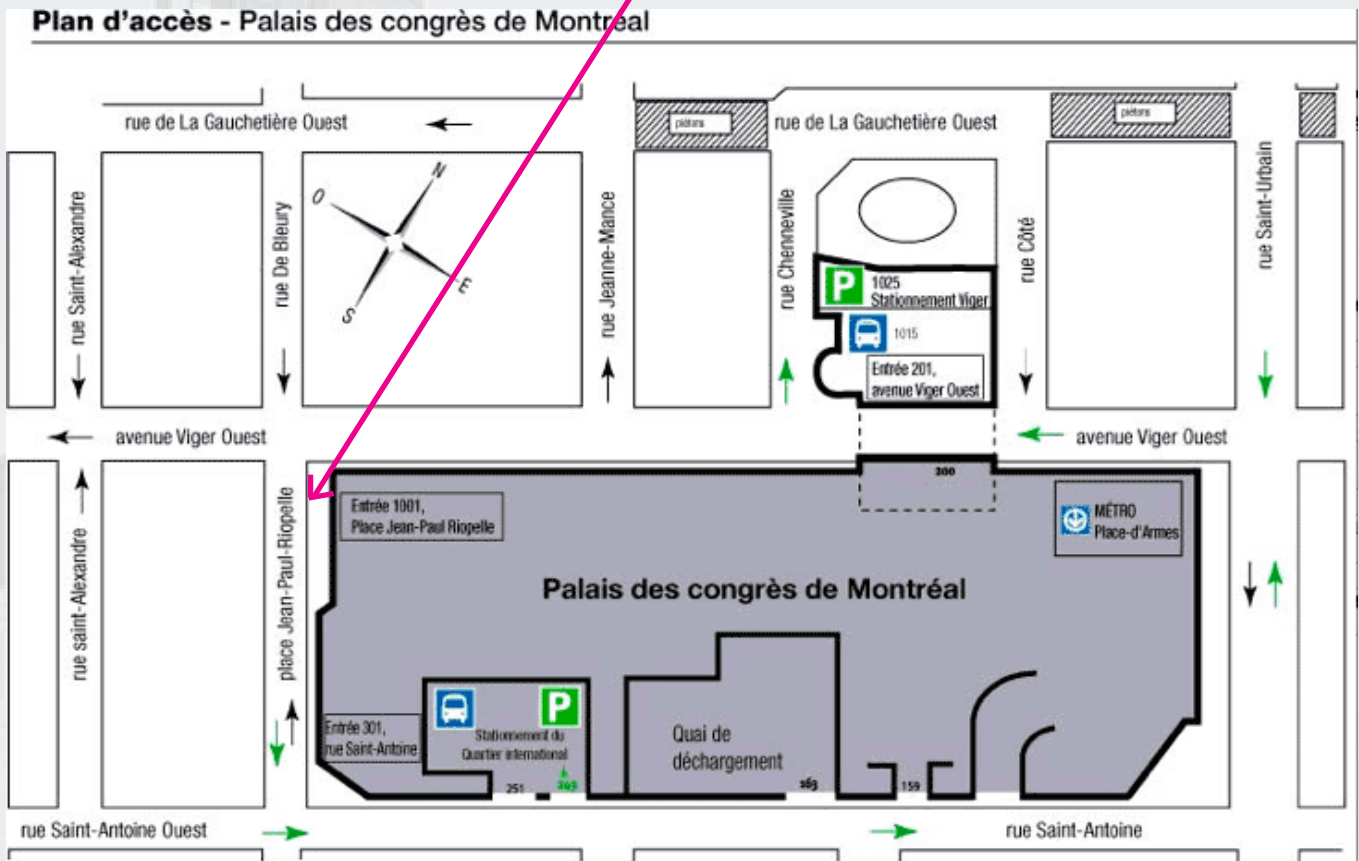 Plan d'accès - Palais des congrès de Montréal
rue de La Gauchetière Ouest
piétons
rue de La Gauchetière Ouest
piétons
rue Saint-Alexandre
rue De Bleury
N
O
E
S
rue Jeanne-Mance
rue Chenneville
rue Côté
rue Saint-Urbain
P
1025
Stationnement Viger
1015
Entrée 201,
avenue Viger Ouest
avenue Viger Ouest
avenue Viger Ouest
200
rue saint-Alexandre
place Jean-Paul-Riopelle
Entrée 1001,
Place Jean-Paul Riopelle
MÉTRO
Place-d'Armes
Palais des congrès de Montréal
Entrée 301,
rue Saint-Antoine
P
Stationnement du
Quartier international
251
Quai de
déchargement
163
159
rue Saint-Antoine Ouest
rue Saint-Antoine